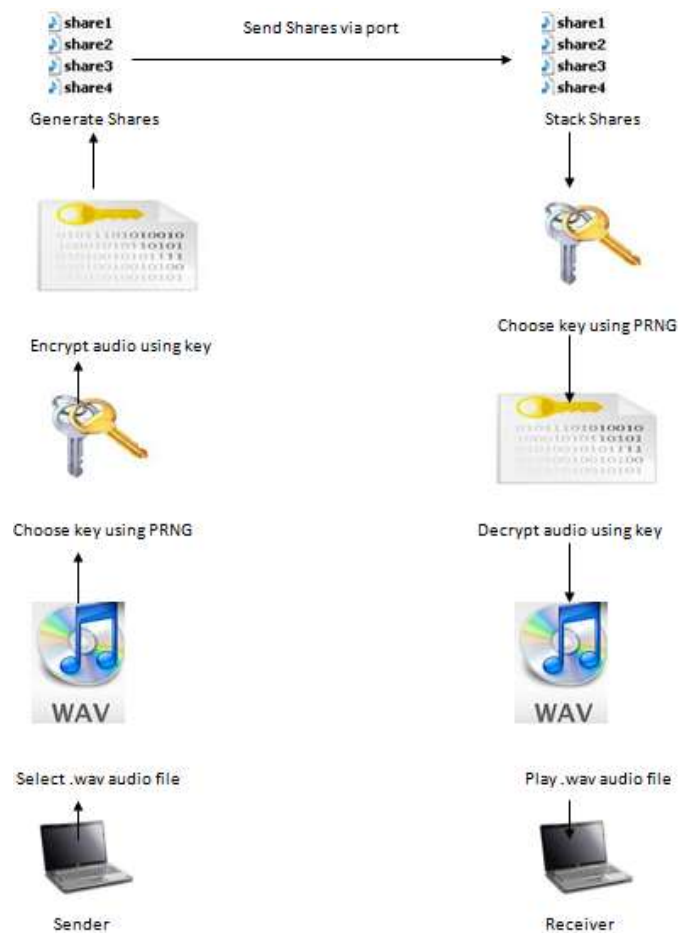 share1
share2
share3
share4
Generate Shares
Send Shares via port
share1
share2
share3
share4
Stack Shares
Encrypt audio using key
Choose key using PRNG
Choose key using PRNG
Decrypt audio using key
WAV
WAV
Select .wav audio file
Play .wav audio file
Sender
Receiver